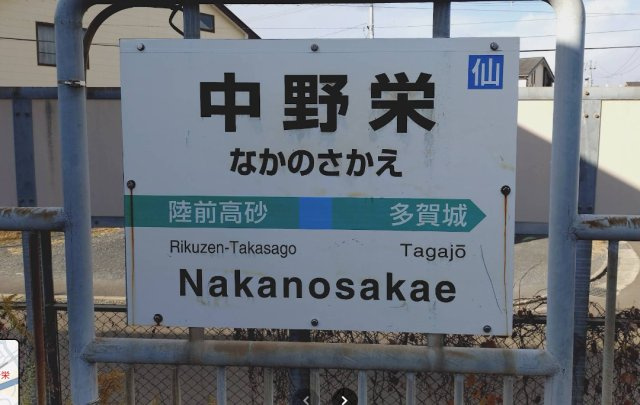 仙
中野栄
なかのさかえ
陸前高砂 多賀城
Rikuzen-Takasago Tagajō
Nakanosakae
栄